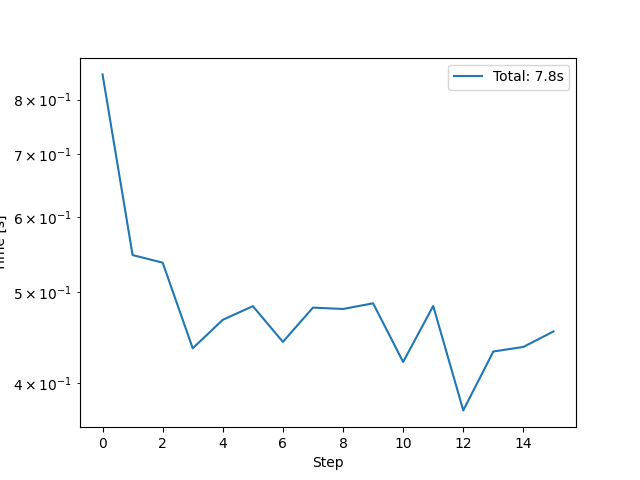 Total: 7.8s
8 × 10⁻¹
7 × 10⁻¹
6 × 10⁻¹
5 × 10⁻¹
4 × 10⁻¹
[s]
0 2 4 6 8 10 12 14
Step